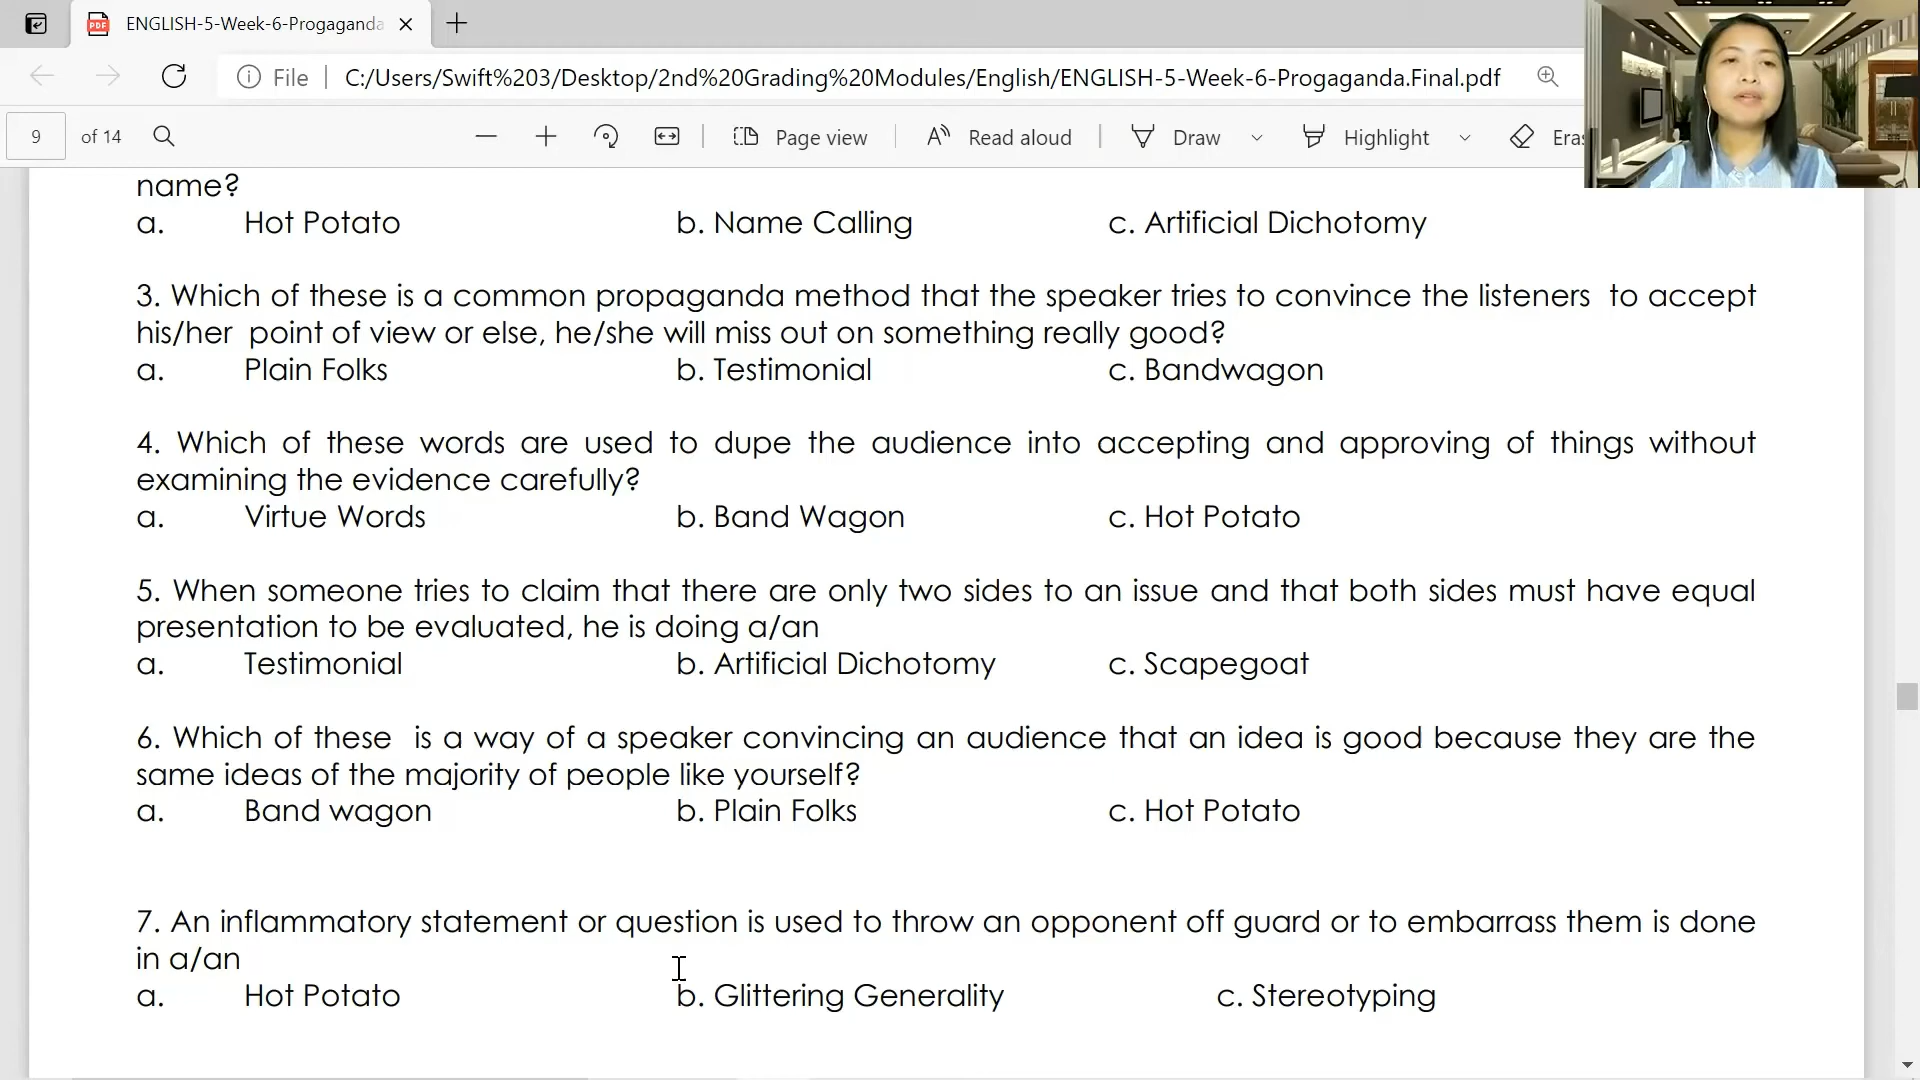 ENGLISH-5-Week-6-Progaganda
File
C:/Users/Swift%203/Desktop/2nd%20Grading%20Modules/English/ENGLISH-5-Week-6-Progaganda.Final.pdf
9 of 14 Page view Read aloud Draw Highlight Eras
name?
a. Hot Potato b. Name Calling c. Artificial Dichotomy
3. Which of these is a common propaganda method that the speaker tries to convince the listeners to accept
his/her point of view or else, he/she will miss out on something really good?
a. Plain Folks b. Testimonial c. Bandwagon
4. Which of these words are used to dupe the audience into accepting and approving of things without
examining the evidence carefully?
a. Virtue Words b. Band Wagon c. Hot Potato
5. When someone tries to claim that there are only two sides to an issue and that both sides must have equal
presentation to be evaluated, he is doing a/an
a. Testimonial b. Artificial Dichotomy c. Scapegoat
6. Which of these is a way of a speaker convincing an audience that an idea is good because they are the
same ideas of the majority of people like yourself?
a. Band wagon b. Plain Folks c. Hot Potato
7. An inflammatory statement or question is used to throw an opponent off guard or to embarrass them is done
in a/an
a. Hot Potato b. Glittering Generality c. Stereotyping